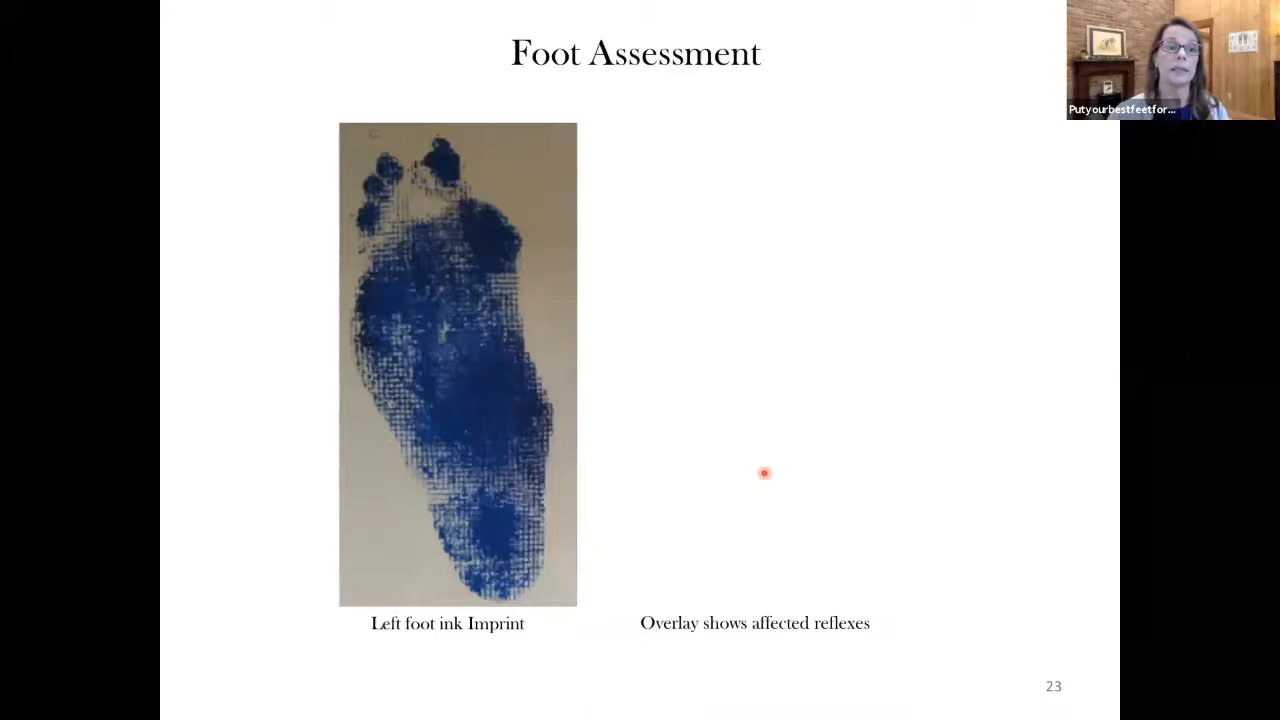 Foot Assessment
Putyourbestfeetfor...
Left foot ink Imprint
Overlay shows affected reflexes
23